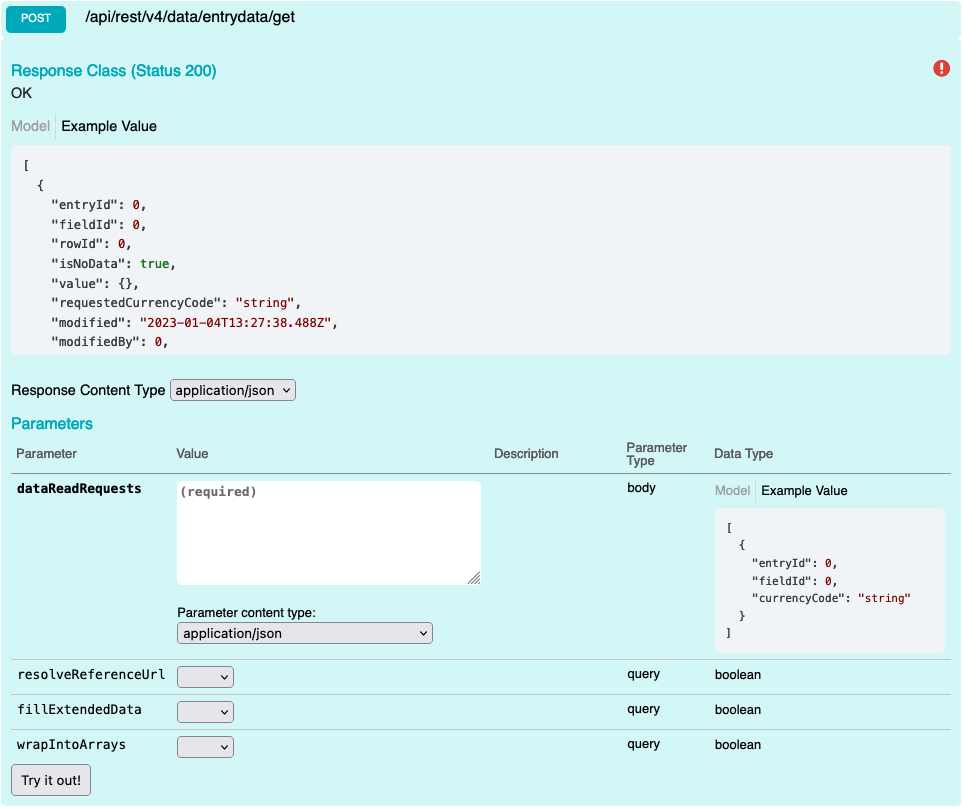 POST /api/rest/v4/data/entrydata/get
Response Class (Status 200)
OK
Model Example Value
[
{
"entryId": 0,
"fieldId": 0,
"rowId": 0,
"isNoData": true,
"value": {},
"requestedCurrencyCode": "string",
"modified": "2023-01-04T13:27:38.488Z",
"modifiedBy": 0,
Response Content Type application/json
Parameters
Parameter Value Description Parameter Type Data Type
dataReadRequests (required) body Model Example Value
[
{
"entryId": 0,
"fieldId": 0,
"currencyCode": "string"
}
]
Parameter content type:
application/json
resolveReferenceUrl query boolean
fillExtendedData query boolean
wrapIntoArrays query boolean
Try it out!